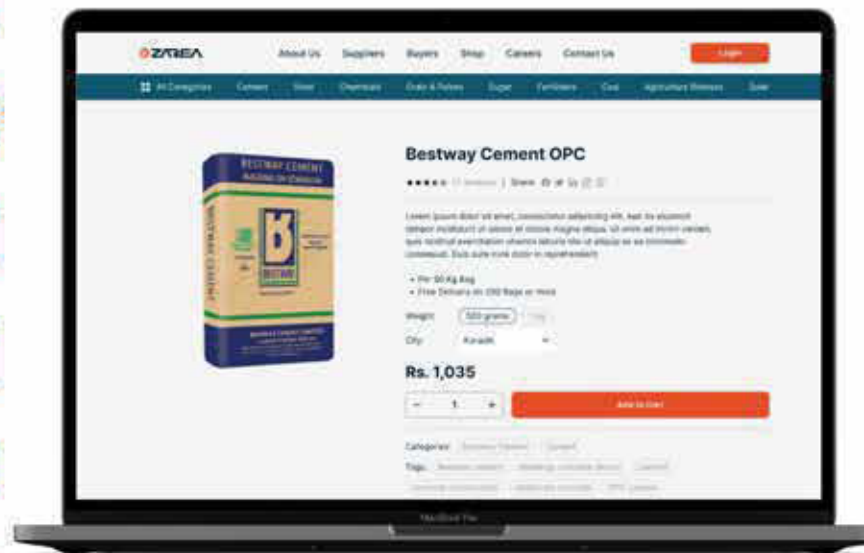 ZAREA
About Us Suppliers Buyers Shop Careers Contact Us Login
All Categories Cement Steel Chemicals Grain & Pulses Sugar Fertilizers Coal Agriculture Biomass
BESTWAY CEMENT
BESTWAY CEMENT
BESTWAY
Bestway Cement OPC
Share
Lorem ipsum dolor sit amet, consectetur adipiscing elit, sed do eiusmod
tempor incididunt ut labore et dolore magna aliqua. Ut enim ad minim veniam,
quis nostrud exercitation ullamco laboris nisi ut aliquip ex ea commodo
consequat. Duis aute irure dolor in reprehenderit
• Per 50 Kg Bag
• Free Delivery on 250 Bags or more
Weight 500 grams
City Karachi
Rs. 1,035
− 1 + Add to Cart
Categories
Tags
MacBook Pro